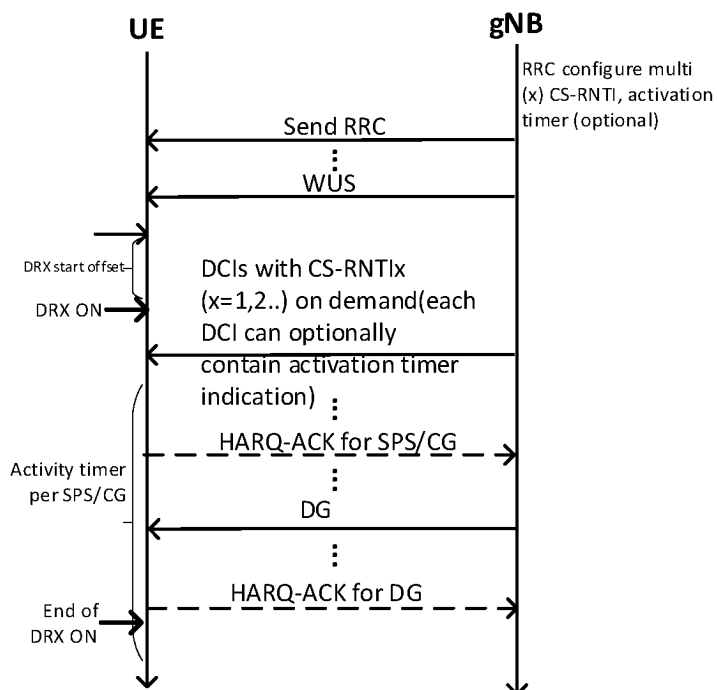 UE
gNB
RRC configure multi
(x) CS-RNTI, activation
timer (optional)
Send RRC
WUS
DRX start offset
DRX ON
DCIs with CS-RNTIx
(x=1,2..) on demand(each
DCI can optionally
contain activation timer
indication)
HARQ-ACK for SPS/CG
Activity timer
per SPS/CG
DG
HARQ-ACK for DG
End of
DRX ON